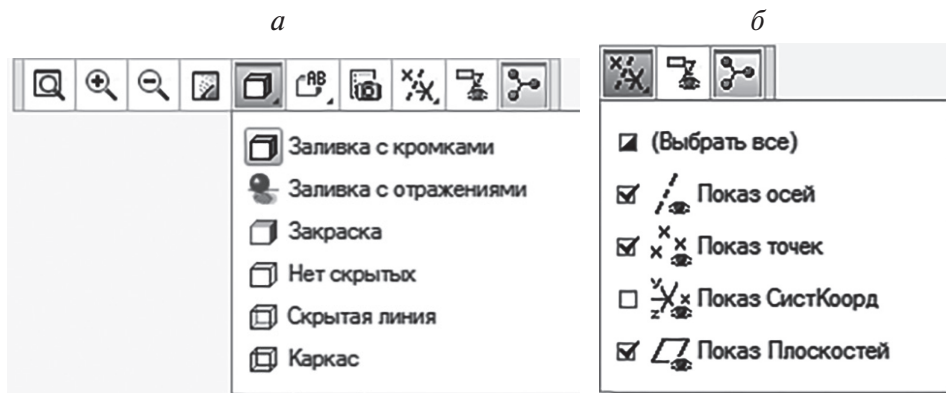 а
б
AB
Заливка с кромками
Заливка с отражениями
Закраска
Нет скрытых
Скрытая линия
Каркас
(Выбрать все)
Показ осей
Показ точек
Показ СистКоорд
Показ Плоскостей